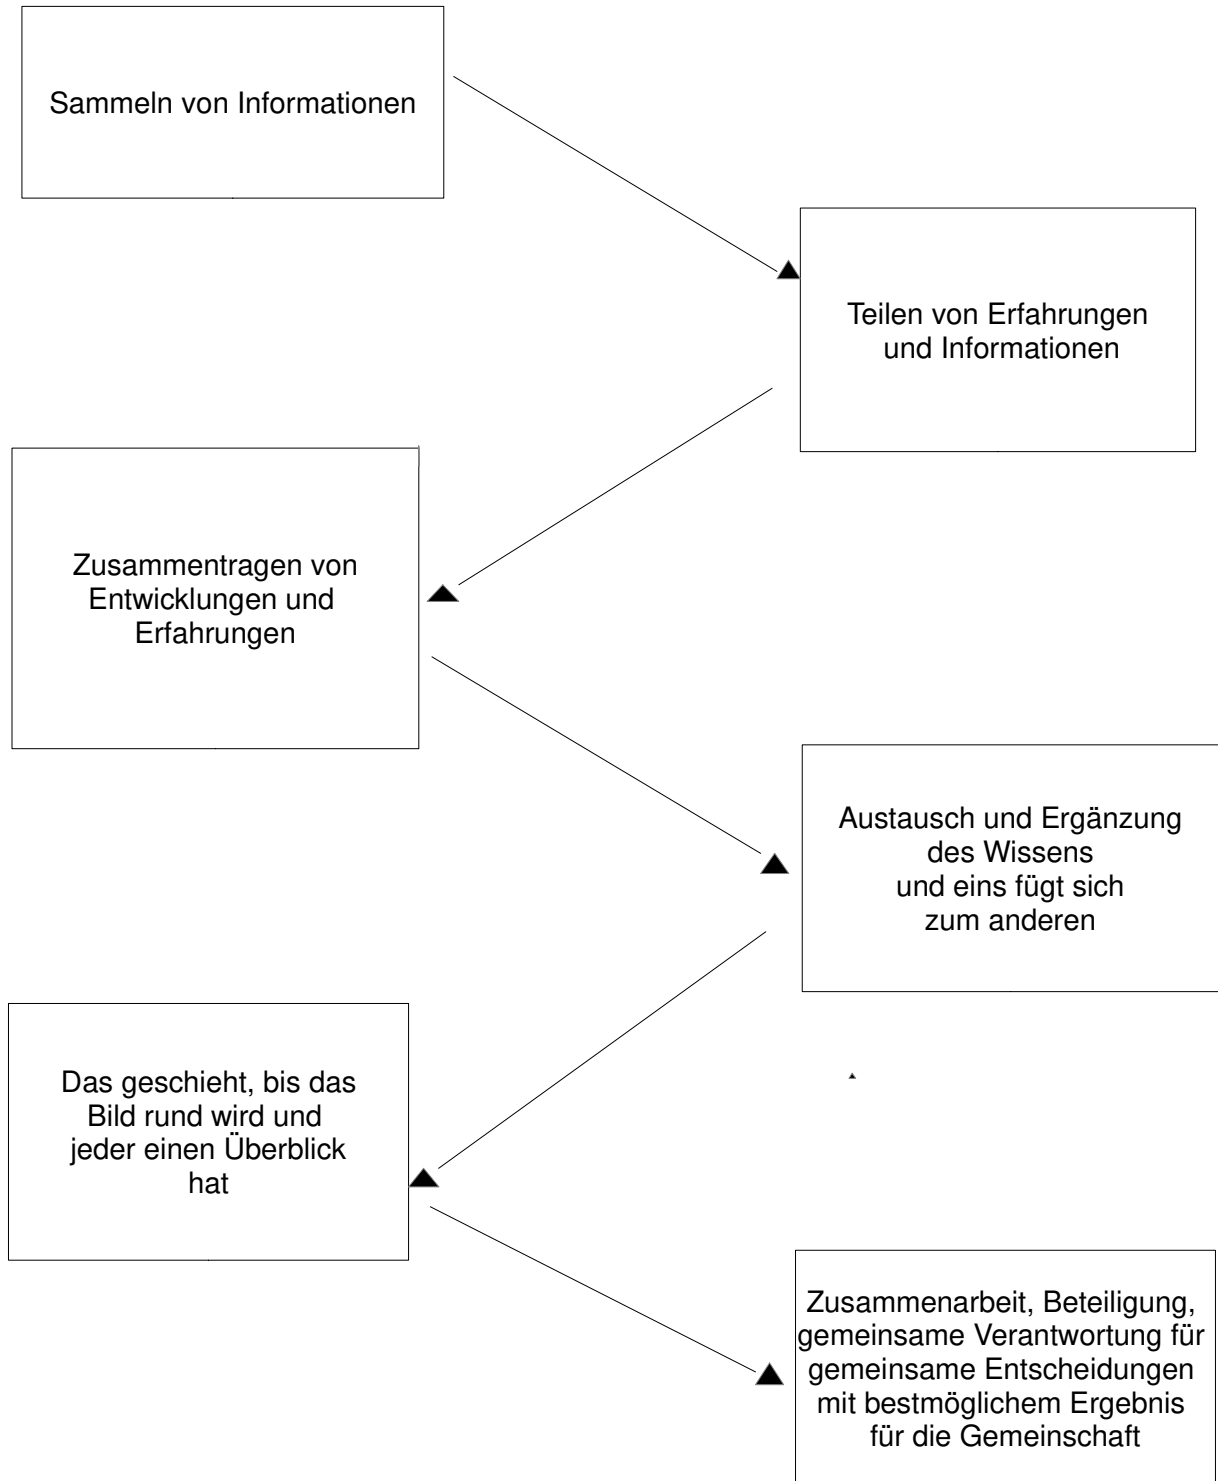 Sammeln von Informationen
Teilen von Erfahrungen
und Informationen
Zusammentragen von
Entwicklungen und
Erfahrungen
Austausch und Ergänzung
des Wissens
und eins fügt sich
zum anderen
Das geschieht, bis das
Bild rund wird und
jeder einen Überblick
hat
Zusammenarbeit, Beteiligung,
gemeinsame Verantwortung für
gemeinsame Entscheidungen
mit bestmöglichem Ergebnis
für die Gemeinschaft